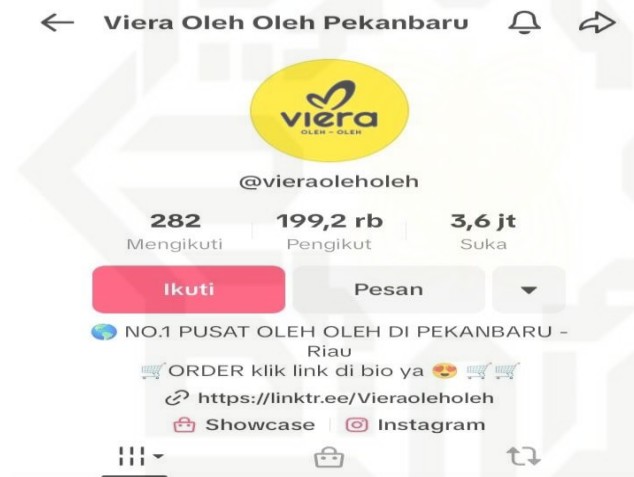 Viera Oleh Oleh Pekanbaru
viera
OLEH - OLEH
@vieraoleholeh
282 199,2 rb 3,6 jt
Mengikuti Pengikut Suka
Ikuti Pesan
🌎 NO.1 PUSAT OLEH OLEH DI PEKANBARU -
Riau
🛒ORDER klik link di bio ya 😍 🛒🛒
https://linktr.ee/Vieraoleholeh
Showcase Instagram